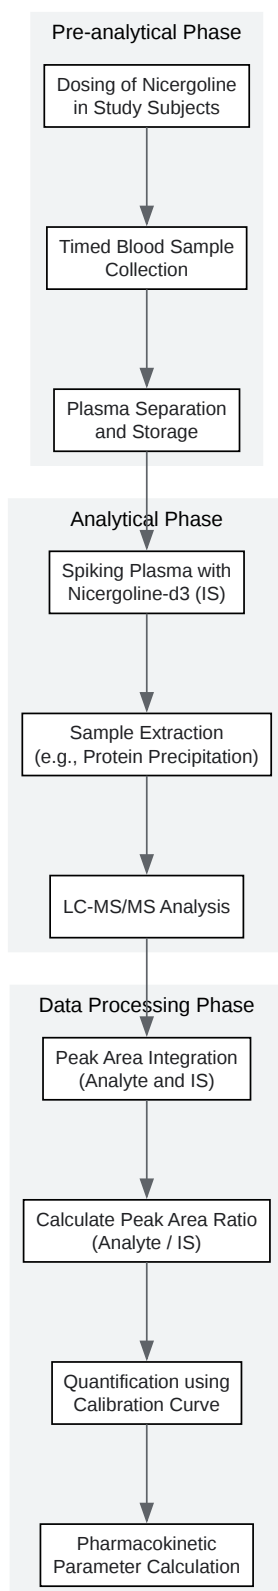 Pre-analytical Phase
Dosing of Nicergoline
in Study Subjects
Timed Blood Sample
Collection
Plasma Separation
and Storage
Analytical Phase
Spiking Plasma with
Nicergoline-d3 (IS)
Sample Extraction
(e.g., Protein Precipitation)
LC-MS/MS Analysis
Data Processing Phase
Peak Area Integration
(Analyte and IS)
Calculate Peak Area Ratio
(Analyte / IS)
Quantification using
Calibration Curve
Pharmacokinetic
Parameter Calculation